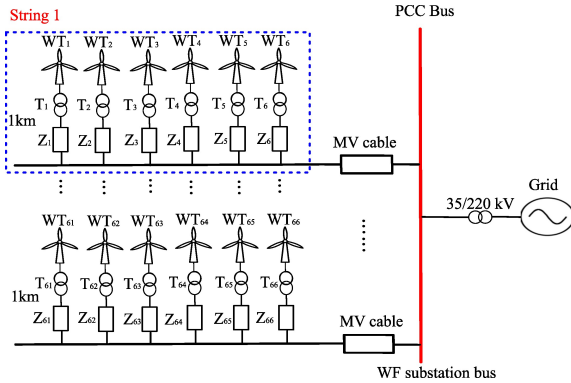 String 1
PCC Bus
WT1 WT2 WT3 WT4 WT5 WT6
T1 T2 T3 T4 T5 T6
1km
Z1 Z2 Z3 Z4 Z5 Z6
MV cable
Grid
35/220 kV
WT61 WT62 WT63 WT64 WT65 WT66
T61 T62 T63 T64 T65 T66
1km
Z61 Z62 Z63 Z64 Z65 Z66
MV cable
WF substation bus